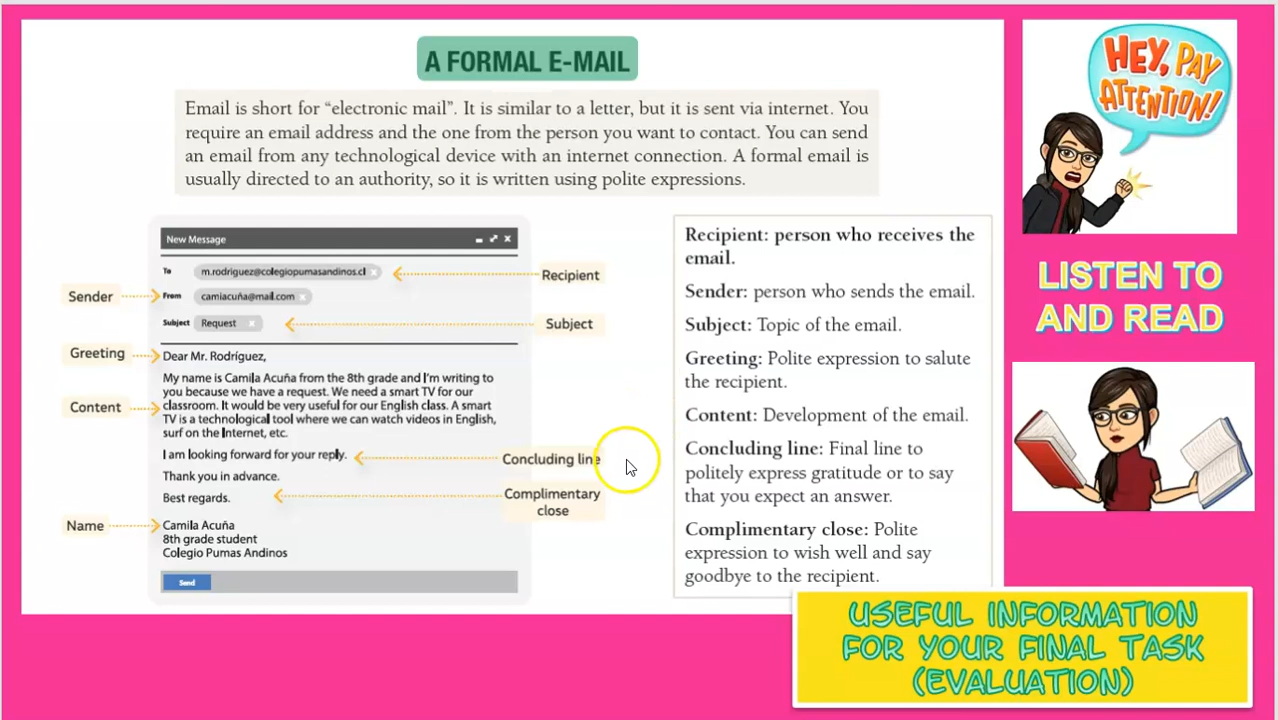 A FORMAL E-MAIL
Email is short for “electronic mail”. It is similar to a letter, but it is sent via internet. You
require an email address and the one from the person you want to contact. You can send
an email from any technological device with an internet connection. A formal email is
usually directed to an authority, so it is written using polite expressions.
New Message
To m.rodriguez@colegiopumasandinos.cl x
Recipient
Sender
From camiacuña@mail.com x
Subject Request x
Subject
Greeting
Dear Mr. Rodríguez,
Content
My name is Camila Acuña from the 8th grade and I’m writing to
you because we have a request. We need a smart TV for our
classroom. It would be very useful for our English class. A smart
TV is a technological tool where we can watch videos in English,
surf on the Internet, etc.
I am looking forward for your reply.
Concluding line
Thank you in advance.
Best regards.
Complimentary
close
Name
Camila Acuña
8th grade student
Colegio Pumas Andinos
Send
Recipient: person who receives the
email.
Sender: person who sends the email.
Subject: Topic of the email.
Greeting: Polite expression to salute
the recipient.
Content: Development of the email.
Concluding line: Final line to
politely express gratitude or to say
that you expect an answer.
Complimentary close: Polite
expression to wish well and say
goodbye to the recipient.
HEY, PAY
ATTENTION!
LISTEN TO
AND READ
USEFUL INFORMATION
FOR YOUR FINAL TASK
(EVALUATION)